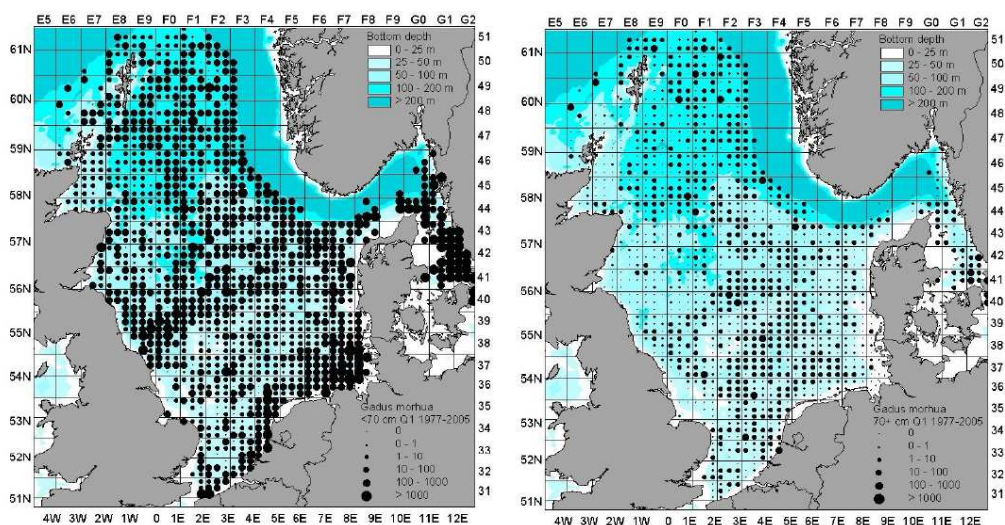 E5 E6 E7 E8 E9 F0 F1 F2 F3 F4 F5 F6 F7 F8 F9 G0 G1 G2
61N
60N
59N
58N
57N
56N
55N
54N
53N
52N
51N
Bottom depth
0 - 25 m
25 - 50 m
50 - 100 m
100 - 200 m
> 200 m
51
50
49
48
47
46
45
44
43
42
41
40
39
38
37
36
35
34
33
32
31
Gadus morhua
<70 cm Q1 1977-2005
0
0 - 1
1 - 10
10 - 100
100 - 1000
> 1000
4W 3W 2W 1W 0 1E 2E 3E 4E 5E 6E 7E 8E 9E 10E 11E 12E
E5 E6 E7 E8 E9 F0 F1 F2 F3 F4 F5 F6 F7 F8 F9 G0 G1 G2
61N
60N
59N
58N
57N
56N
55N
54N
53N
52N
51N
Bottom depth
0 - 25 m
25 - 50 m
50 - 100 m
100 - 200 m
> 200 m
51
50
49
48
47
46
45
44
43
42
41
40
39
38
37
36
35
34
33
32
31
Gadus morhua
70+ cm Q1 1977-2005
0
0 - 1
1 - 10
10 - 100
100 - 1000
> 1000
4W 3W 2W 1W 0 1E 2E 3E 4E 5E 6E 7E 8E 9E 10E 11E 12E